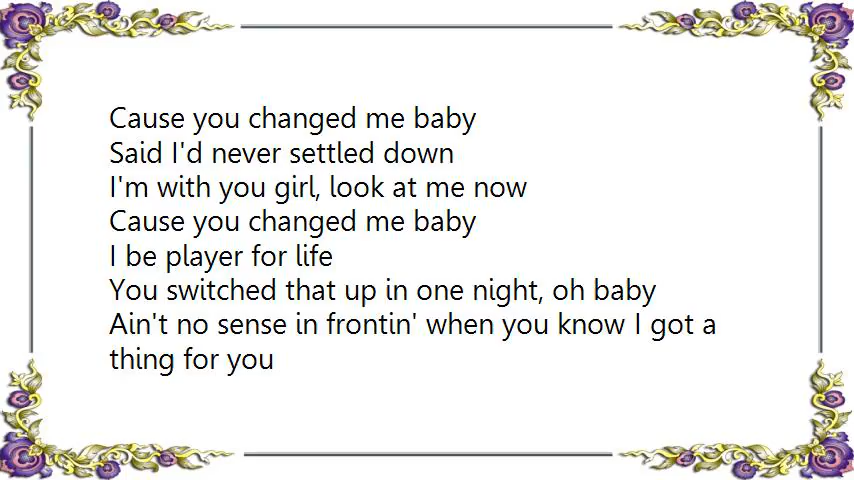 Cause you changed me baby
Said I'd never settled down
I'm with you girl, look at me now
Cause you changed me baby
I be player for life
You switched that up in one night, oh baby
Ain't no sense in frontin' when you know I got a
thing for you